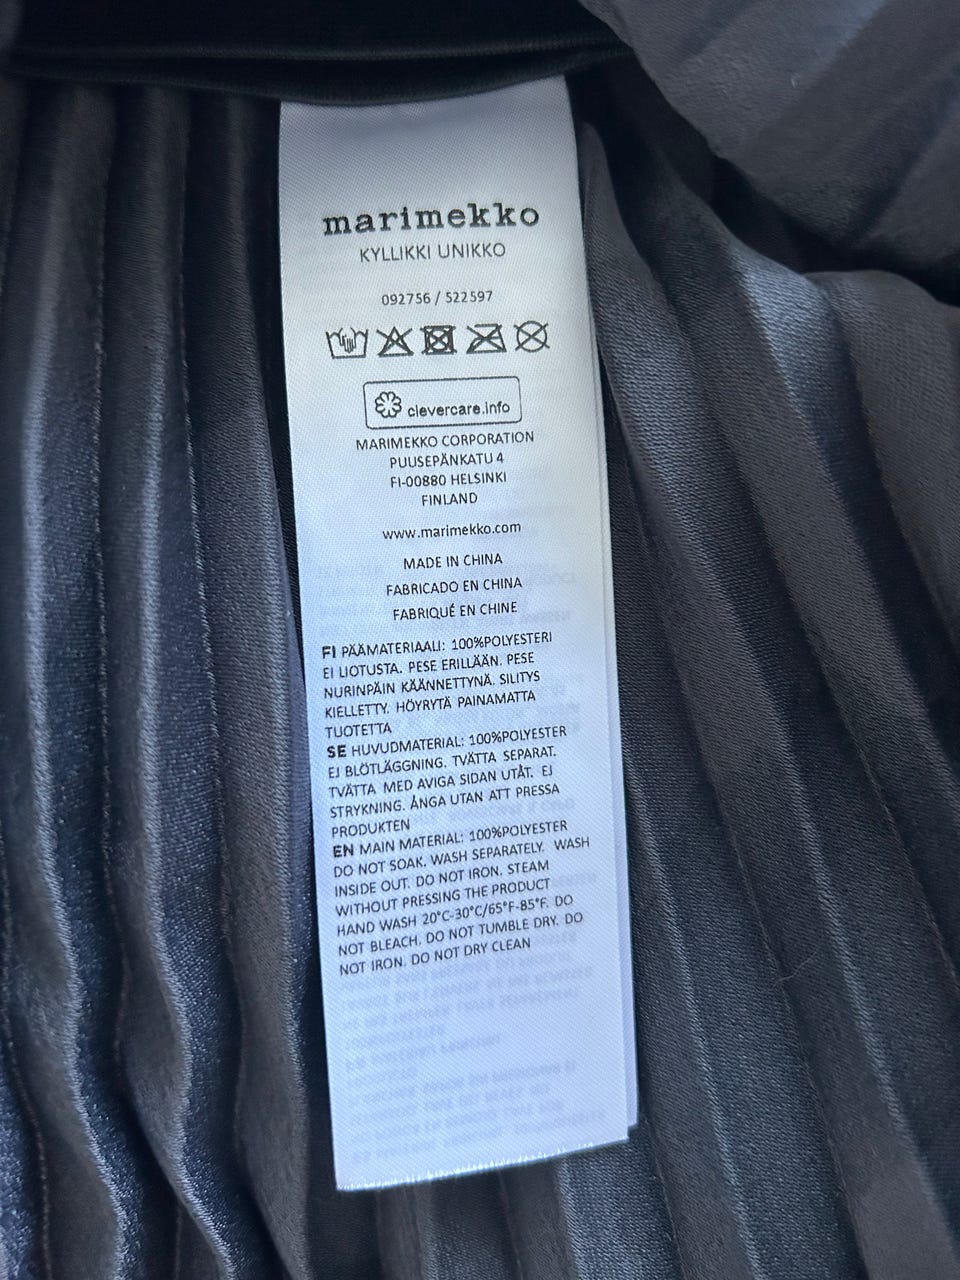 marimekko
KYLLIKKI UNIKKO
092756 / 522597
clevercare.info
MARIMEKKO CORPORATION
PUUSEPÄNKATU 4
FI-00880 HELSINKI
FINLAND
www.marimekko.com
MADE IN CHINA
FABRICADO EN CHINA
FABRIQUÉ EN CHINE
FI PÄÄMATERIAALI: 100%POLYESTERI
EI LIOTUSTA. PESE ERILLÄÄN. PESE
NURINPÄIN KÄÄNNETTYNÄ. SILITYS
KIELLETTY. HÖYRYTÄ PAINAMATTA
TUOTETTA
SE HUVUDMATERIAL: 100%POLYESTER
EJ BLÖTLÄGGNING. TVÄTTA SEPARAT.
TVÄTTA MED AVIGA SIDAN UTÅT. EJ
STRYKNING. ÅNGA UTAN ATT PRESSA
PRODUKTEN
EN MAIN MATERIAL: 100%POLYESTER
DO NOT SOAK. WASH SEPARATELY. WASH
INSIDE OUT. DO NOT IRON. STEAM
WITHOUT PRESSING THE PRODUCT
HAND WASH 20°C-30°C/65°F-85°F. DO
NOT BLEACH. DO NOT TUMBLE DRY. DO
NOT IRON. DO NOT DRY CLEAN